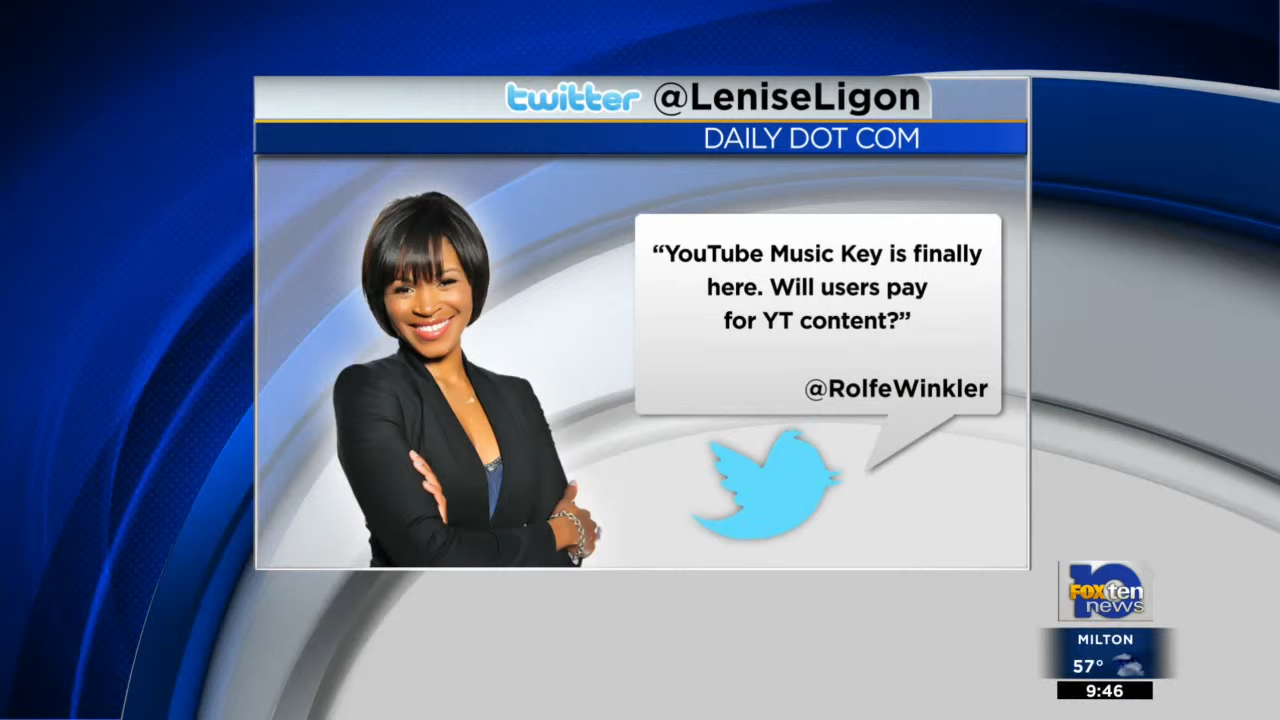 twitter @LeniseLigon
DAILY DOT COM
“YouTube Music Key is finally
here. Will users pay
for YT content?”
@RolfeWinkler
10
FOX ten
news
MILTON
57°
9:46